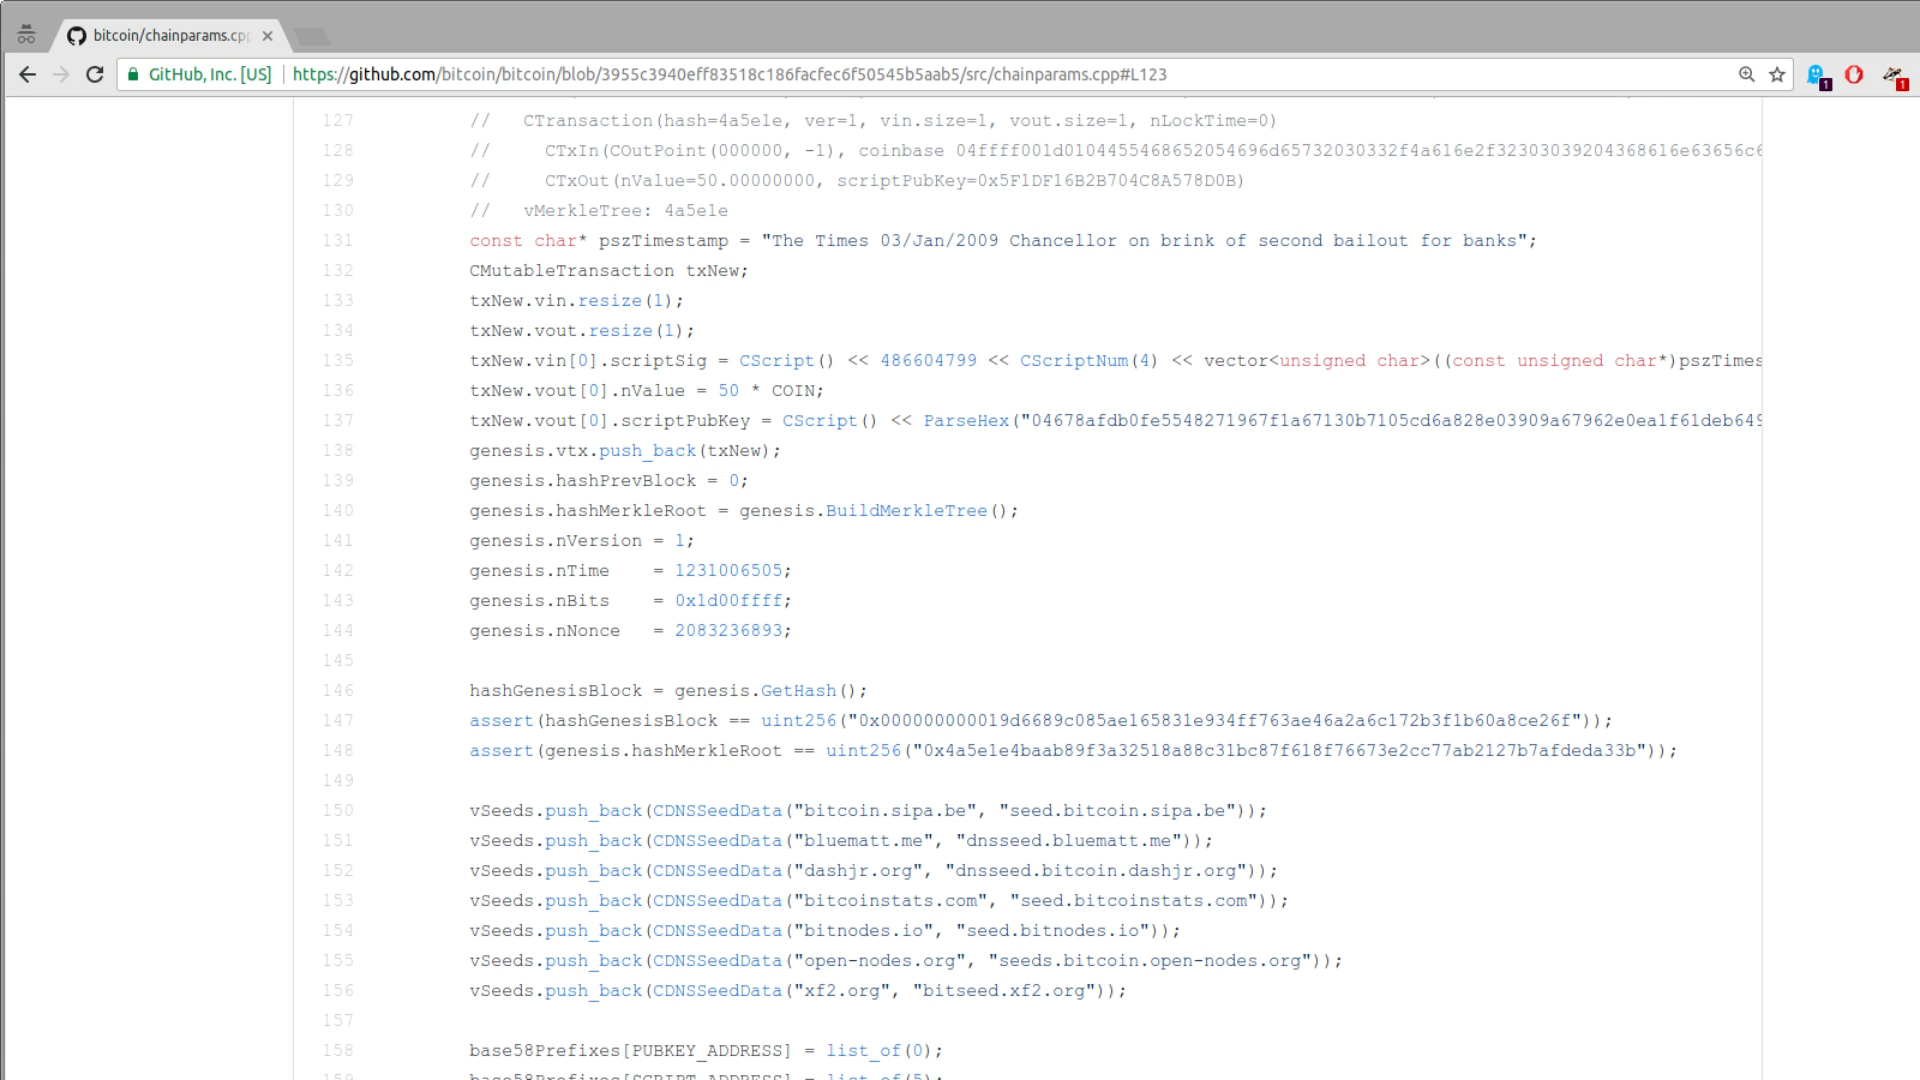 bitcoin/chainparams.cpp
GitHub, Inc. [US] https://github.com/bitcoin/bitcoin/blob/3955c3940eff83518c186facfec6f50545b5aab5/src/chainparams.cpp#L123
1 1
127 // CTransaction(hash=4a5e1e, ver=1, vin.size=1, vout.size=1, nLockTime=0)
128 // CTxIn(COutPoint(000000, -1), coinbase 04ffff001d0104455468652054696d65732030332f4a616e2f32303039204368616e63656c6
129 // CTxOut(nValue=50.00000000, scriptPubKey=0x5F1DF16B2B704C8A578D0B)
130 // vMerkleTree: 4a5e1e
131 const char* pszTimestamp = "The Times 03/Jan/2009 Chancellor on brink of second bailout for banks";
132 CMutableTransaction txNew;
133 txNew.vin.resize(1);
134 txNew.vout.resize(1);
135 txNew.vin[0].scriptSig = CScript() << 486604799 << CScriptNum(4) << vector<unsigned char>((const unsigned char*)pszTimes
136 txNew.vout[0].nValue = 50 * COIN;
137 txNew.vout[0].scriptPubKey = CScript() << ParseHex("04678afdb0fe5548271967f1a67130b7105cd6a828e03909a67962e0ea1f61deb649
138 genesis.vtx.push_back(txNew);
139 genesis.hashPrevBlock = 0;
140 genesis.hashMerkleRoot = genesis.BuildMerkleTree();
141 genesis.nVersion = 1;
142 genesis.nTime    = 1231006505;
143 genesis.nBits    = 0x1d00ffff;
144 genesis.nNonce   = 2083236893;
145
146 hashGenesisBlock = genesis.GetHash();
147 assert(hashGenesisBlock == uint256("0x000000000019d6689c085ae165831e934ff763ae46a2a6c172b3f1b60a8ce26f"));
148 assert(genesis.hashMerkleRoot == uint256("0x4a5e1e4baab89f3a32518a88c31bc87f618f76673e2cc77ab2127b7afdeda33b"));
149
150 vSeeds.push_back(CDNSSeedData("bitcoin.sipa.be", "seed.bitcoin.sipa.be"));
151 vSeeds.push_back(CDNSSeedData("bluematt.me", "dnsseed.bluematt.me"));
152 vSeeds.push_back(CDNSSeedData("dashjr.org", "dnsseed.bitcoin.dashjr.org"));
153 vSeeds.push_back(CDNSSeedData("bitcoinstats.com", "seed.bitcoinstats.com"));
154 vSeeds.push_back(CDNSSeedData("bitnodes.io", "seed.bitnodes.io"));
155 vSeeds.push_back(CDNSSeedData("open-nodes.org", "seeds.bitcoin.open-nodes.org"));
156 vSeeds.push_back(CDNSSeedData("xf2.org", "bitseed.xf2.org"));
157
158 base58Prefixes[PUBKEY_ADDRESS] = list_of(0);
159 base58Prefixes[SCRIPT_ADDRESS] = list_of(5);